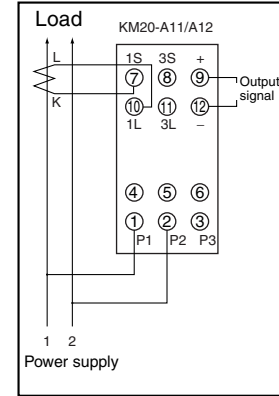 Load
KM20-A11/A12
L
1S 3S +
7 8 9
Output
signal
K
10 11 12
1L 3L −
4 5 6
1 2 3
P1 P2 P3
1 2
Power supply